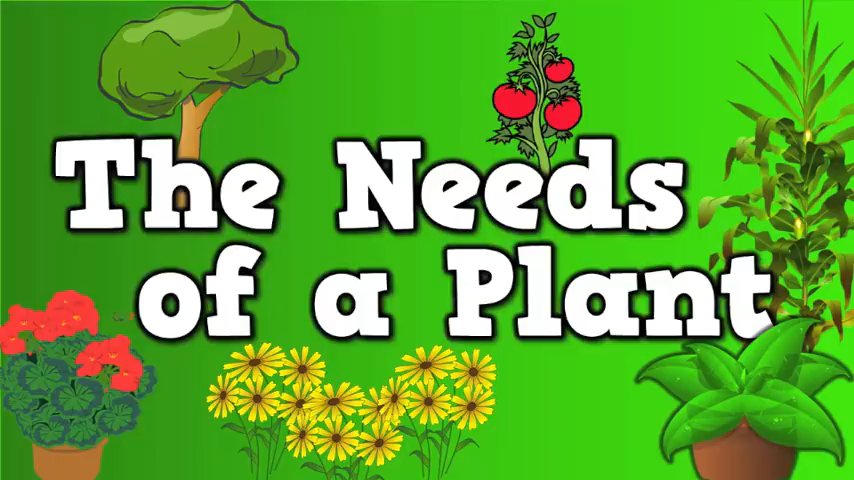 The Needs
of a Plant